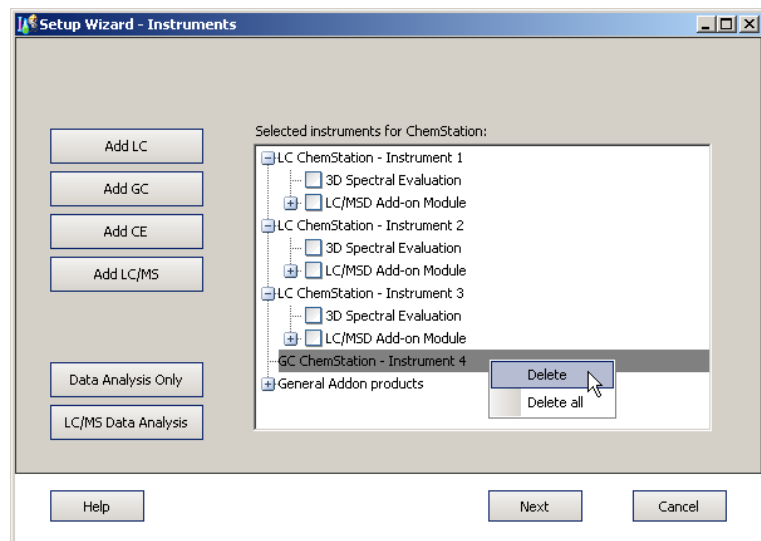 Setup Wizard - Instruments
Selected instruments for ChemStation:
Add LC
Add GC
Add CE
Add LC/MS
Data Analysis Only
LC/MS Data Analysis
LC ChemStation - Instrument 1
3D Spectral Evaluation
LC/MSD Add-on Module
LC ChemStation - Instrument 2
3D Spectral Evaluation
LC/MSD Add-on Module
LC ChemStation - Instrument 3
3D Spectral Evaluation
LC/MSD Add-on Module
GC ChemStation - Instrument 4
General Addon products
Delete
Delete all
Help
Next
Cancel